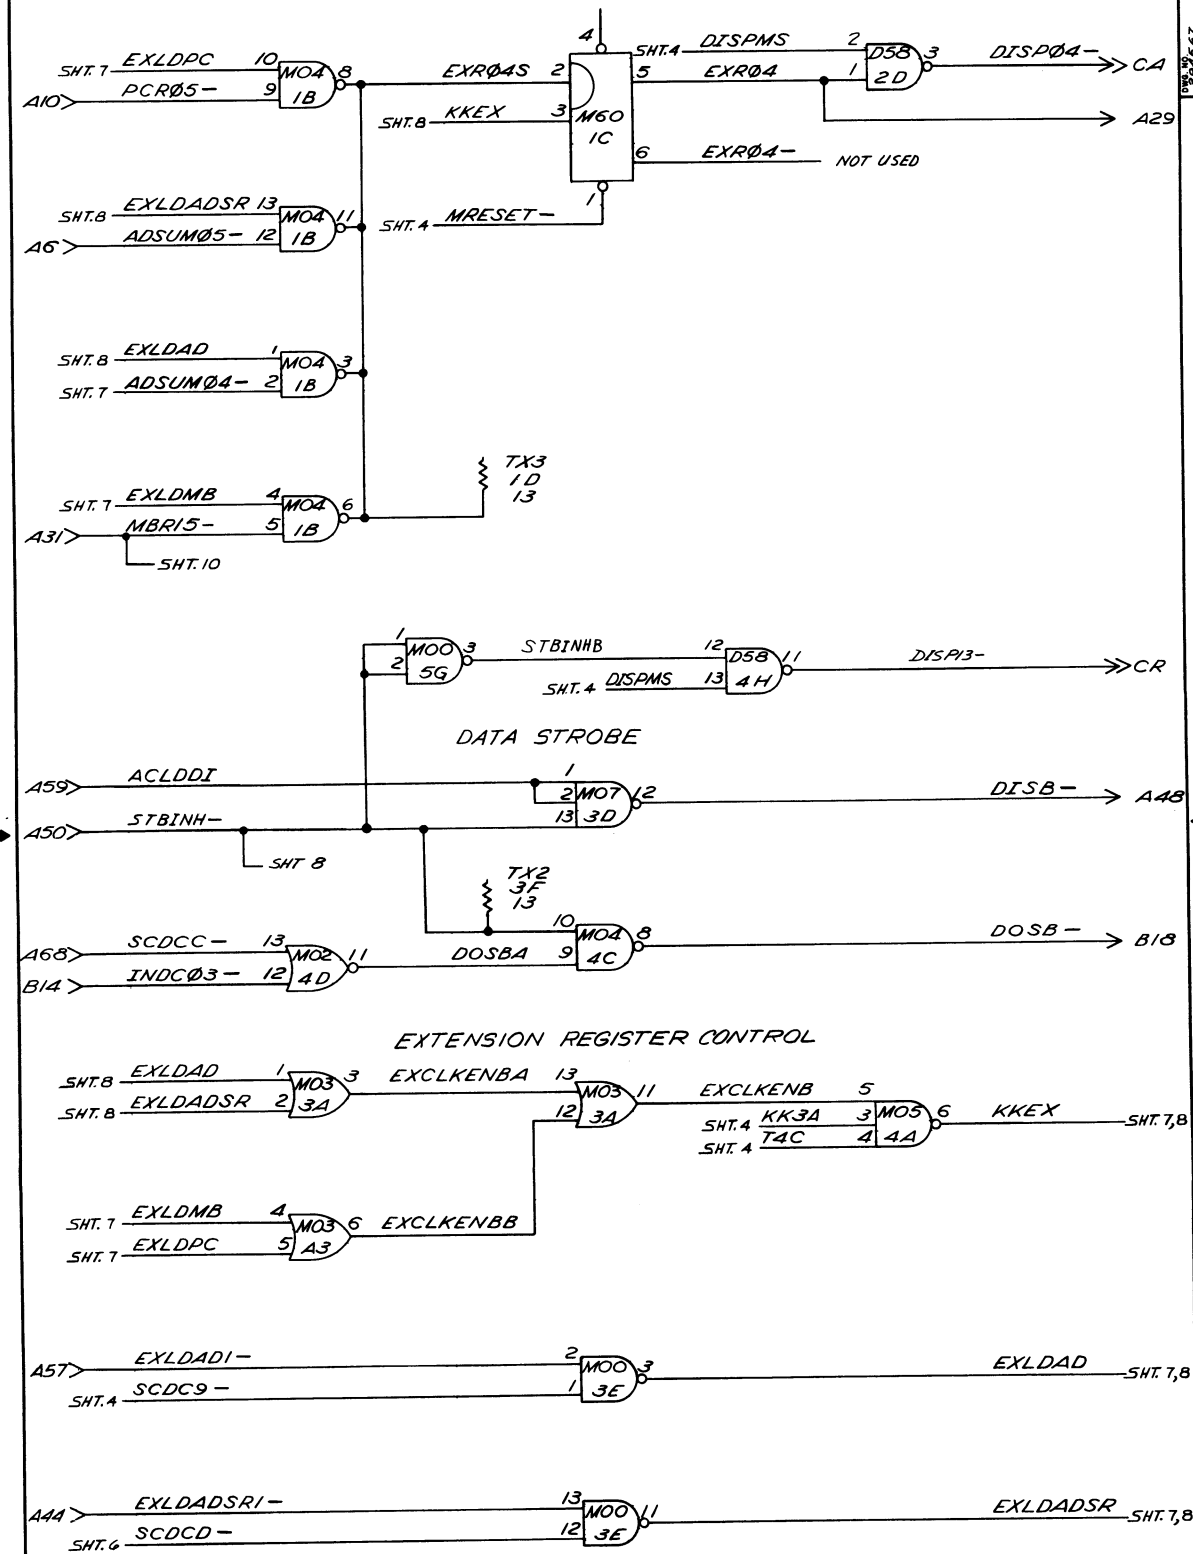 4
SHT. 7 EXLDPC 10 MO4 8 EXRØ4S 2
A10 PCRØ5- 9 1B
SHT. 8 KKEX 3 M60
1C
5 EXRØ4
6 EXRØ4- NOT USED
1
SHT. 4 MRESET-
SHT. 4 DISPMS 2 D58 3 DISPØ4- CA
1 2D
A29
DWG. NO.
SHT. 8 EXLDADSR 13 MO4 11
A6 ADSUMØ5- 12 1B
SHT. 8 EXLDAD 1 MO4 3
SHT. 7 ADSUMØ4- 2 1B
SHT. 7 EXLDMB 4 MO4 6
A31 MBR15- 5 1B
SHT. 10
TX3
1D
13
1 MOO 3 STBINHB 12 D58 11 DISP13- CR
2 5G
SHT. 4 DISPMS 13 4H
DATA STROBE
A59 ACLDDI 1
2 MO7 12 DISB- A48
A50 STBINH- 13 3D
SHT 8
TX2
3F
13
10 MO4 8 DOSB- B18
A68 SCDCC- 13 MO2 11 DOSBA 9 4C
B14 INDCØ3- 12 4D
EXTENSION REGISTER CONTROL
SHT. 8 EXLDAD 1 MO3 3 EXCLKENBA 13 MO3 11 EXCLKENB 5
SHT. 8 EXLDADSR 2 3A 12 3A
SHT. 4 KK3A 3 MO5 6 KKEX SHT. 7,8
SHT. 4 T4C 4 4A
SHT. 7 EXLDMB 4 MO3 6 EXCLKENBB
SHT. 7 EXLDPC 5 A3
A57 EXLDAD1- 2 MOO 3 EXLDAD SHT. 7,8
SHT. 4 SCDC9- 1 3E
A44 EXLDADSR1- 13 MOO 11 EXLDADSR SHT. 7,8
SHT. 6 SCDCD- 12 3E